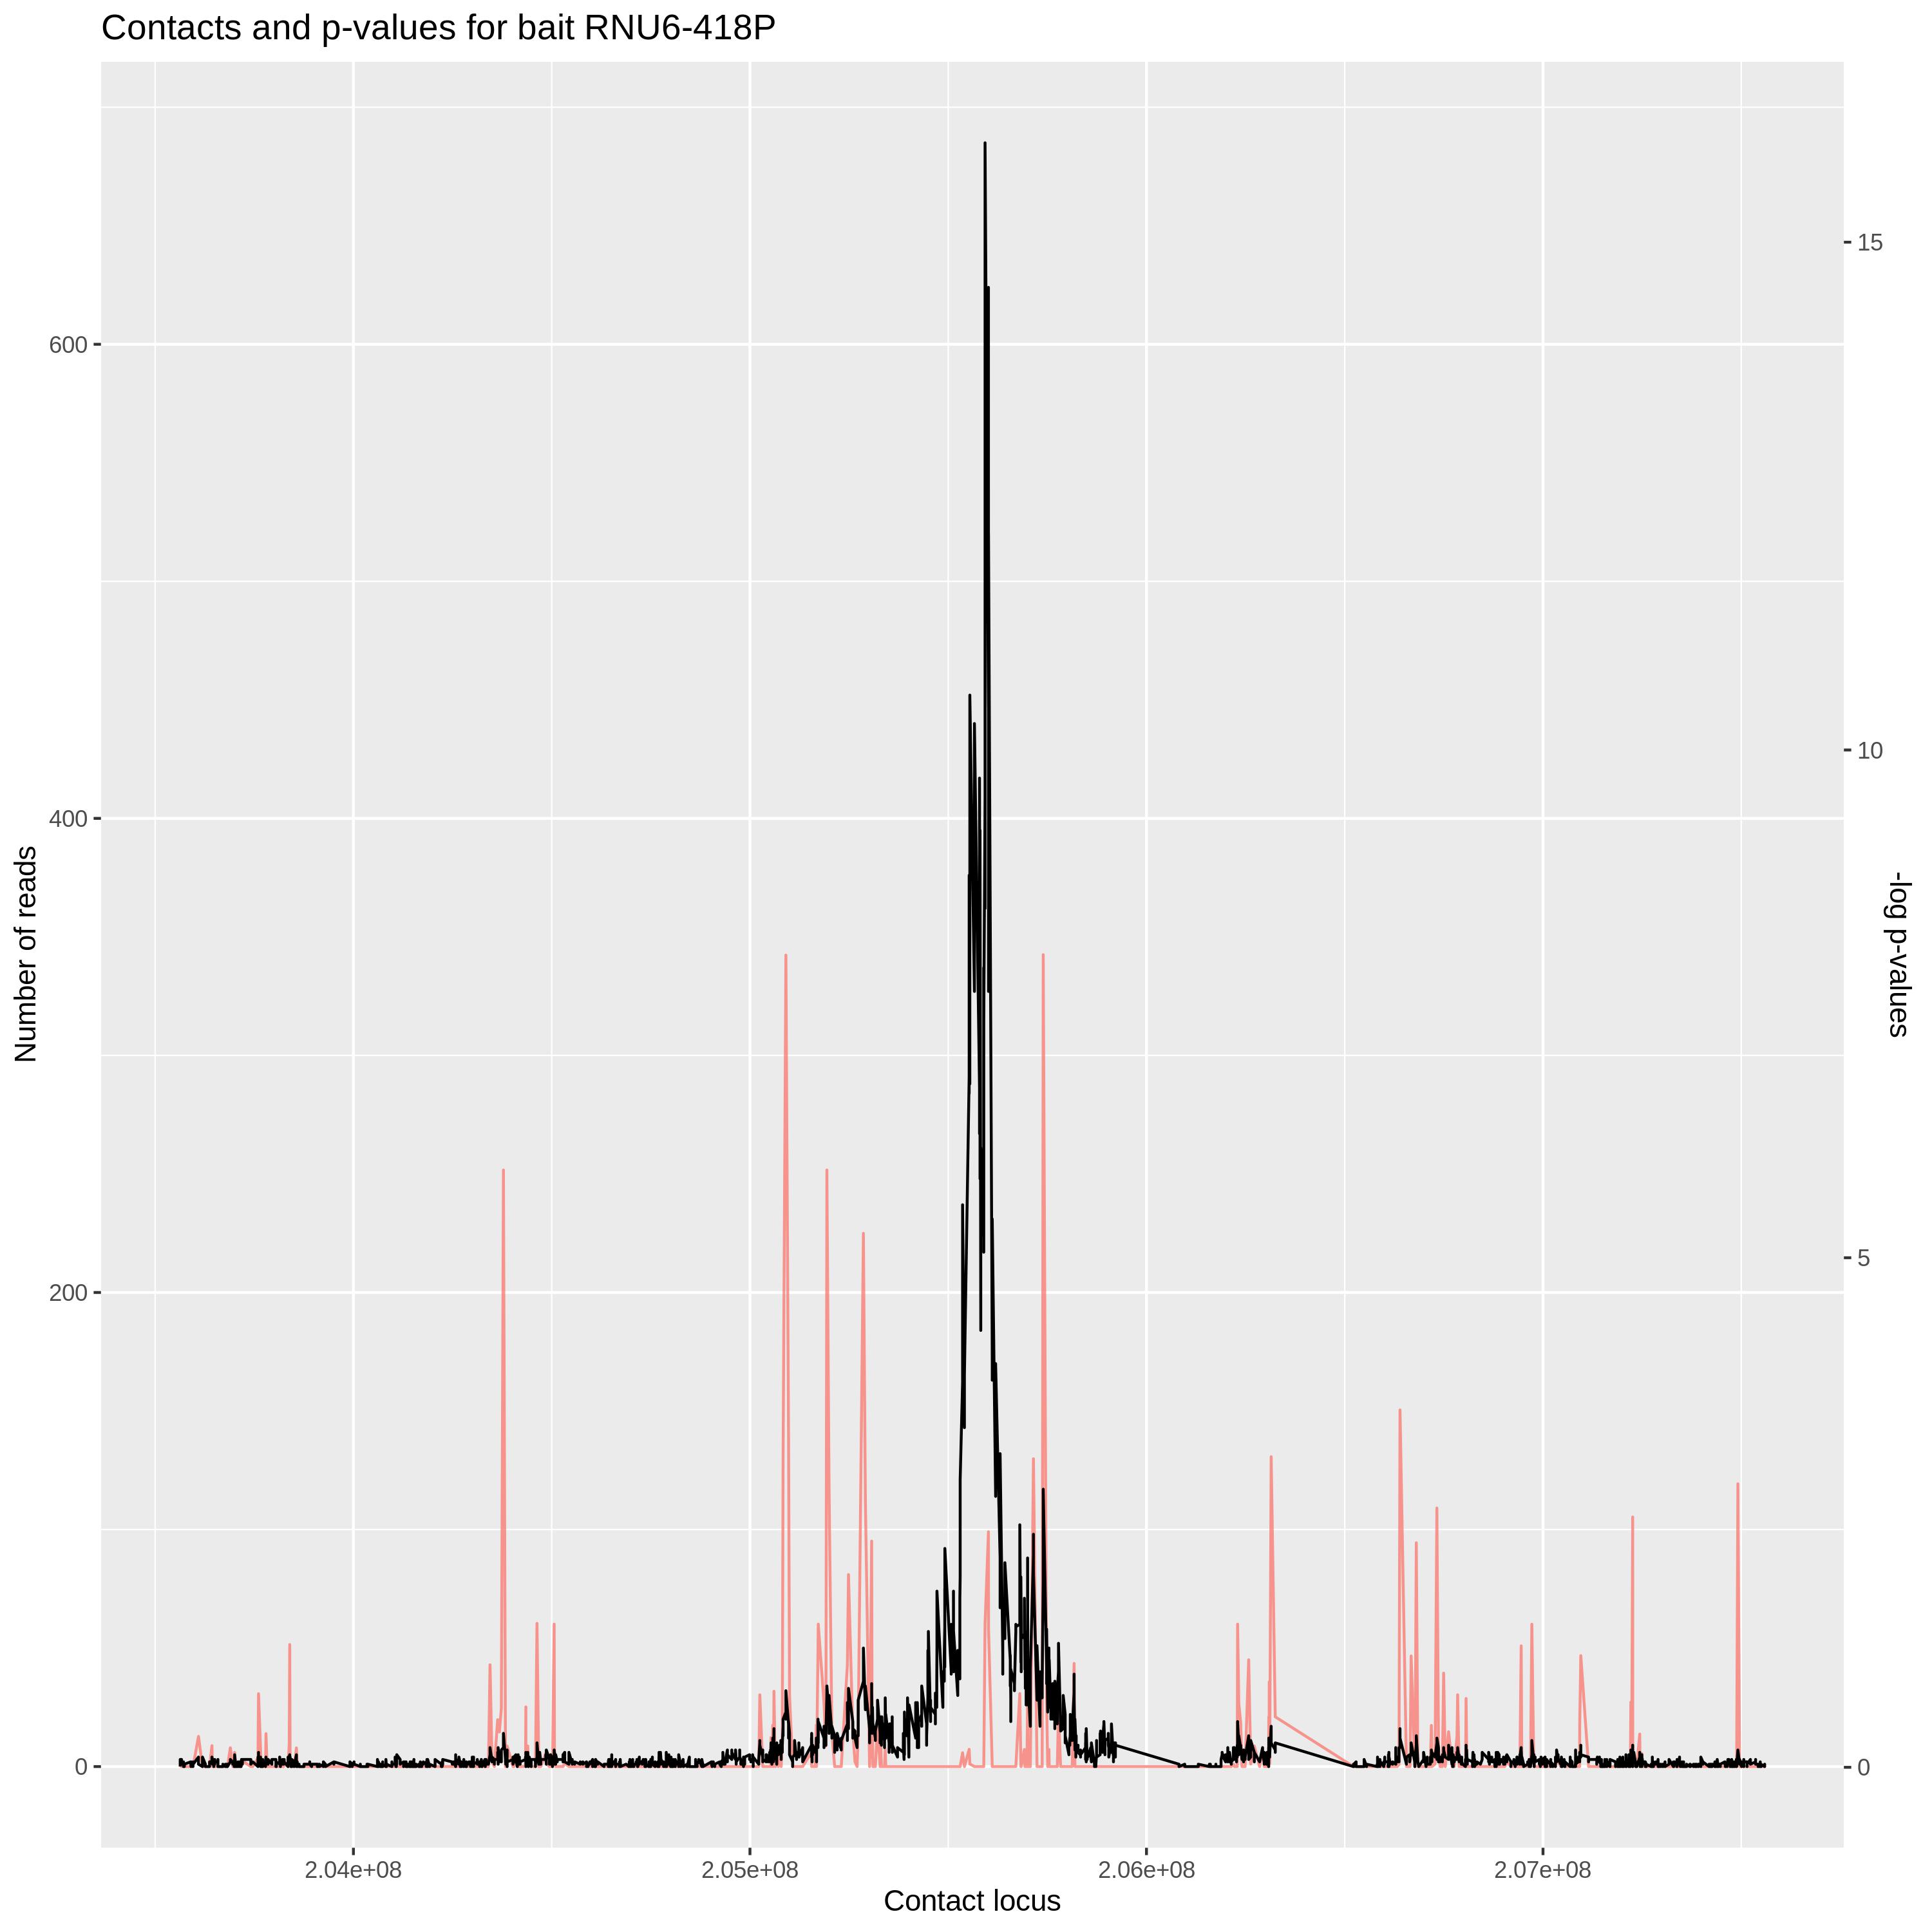 Contacts and p-values for bait RNU6-418P
600
400
200
0
15
10
5
0
Number of reads
-log p-values
2.04e+08 2.05e+08 2.06e+08 2.07e+08
Contact locus